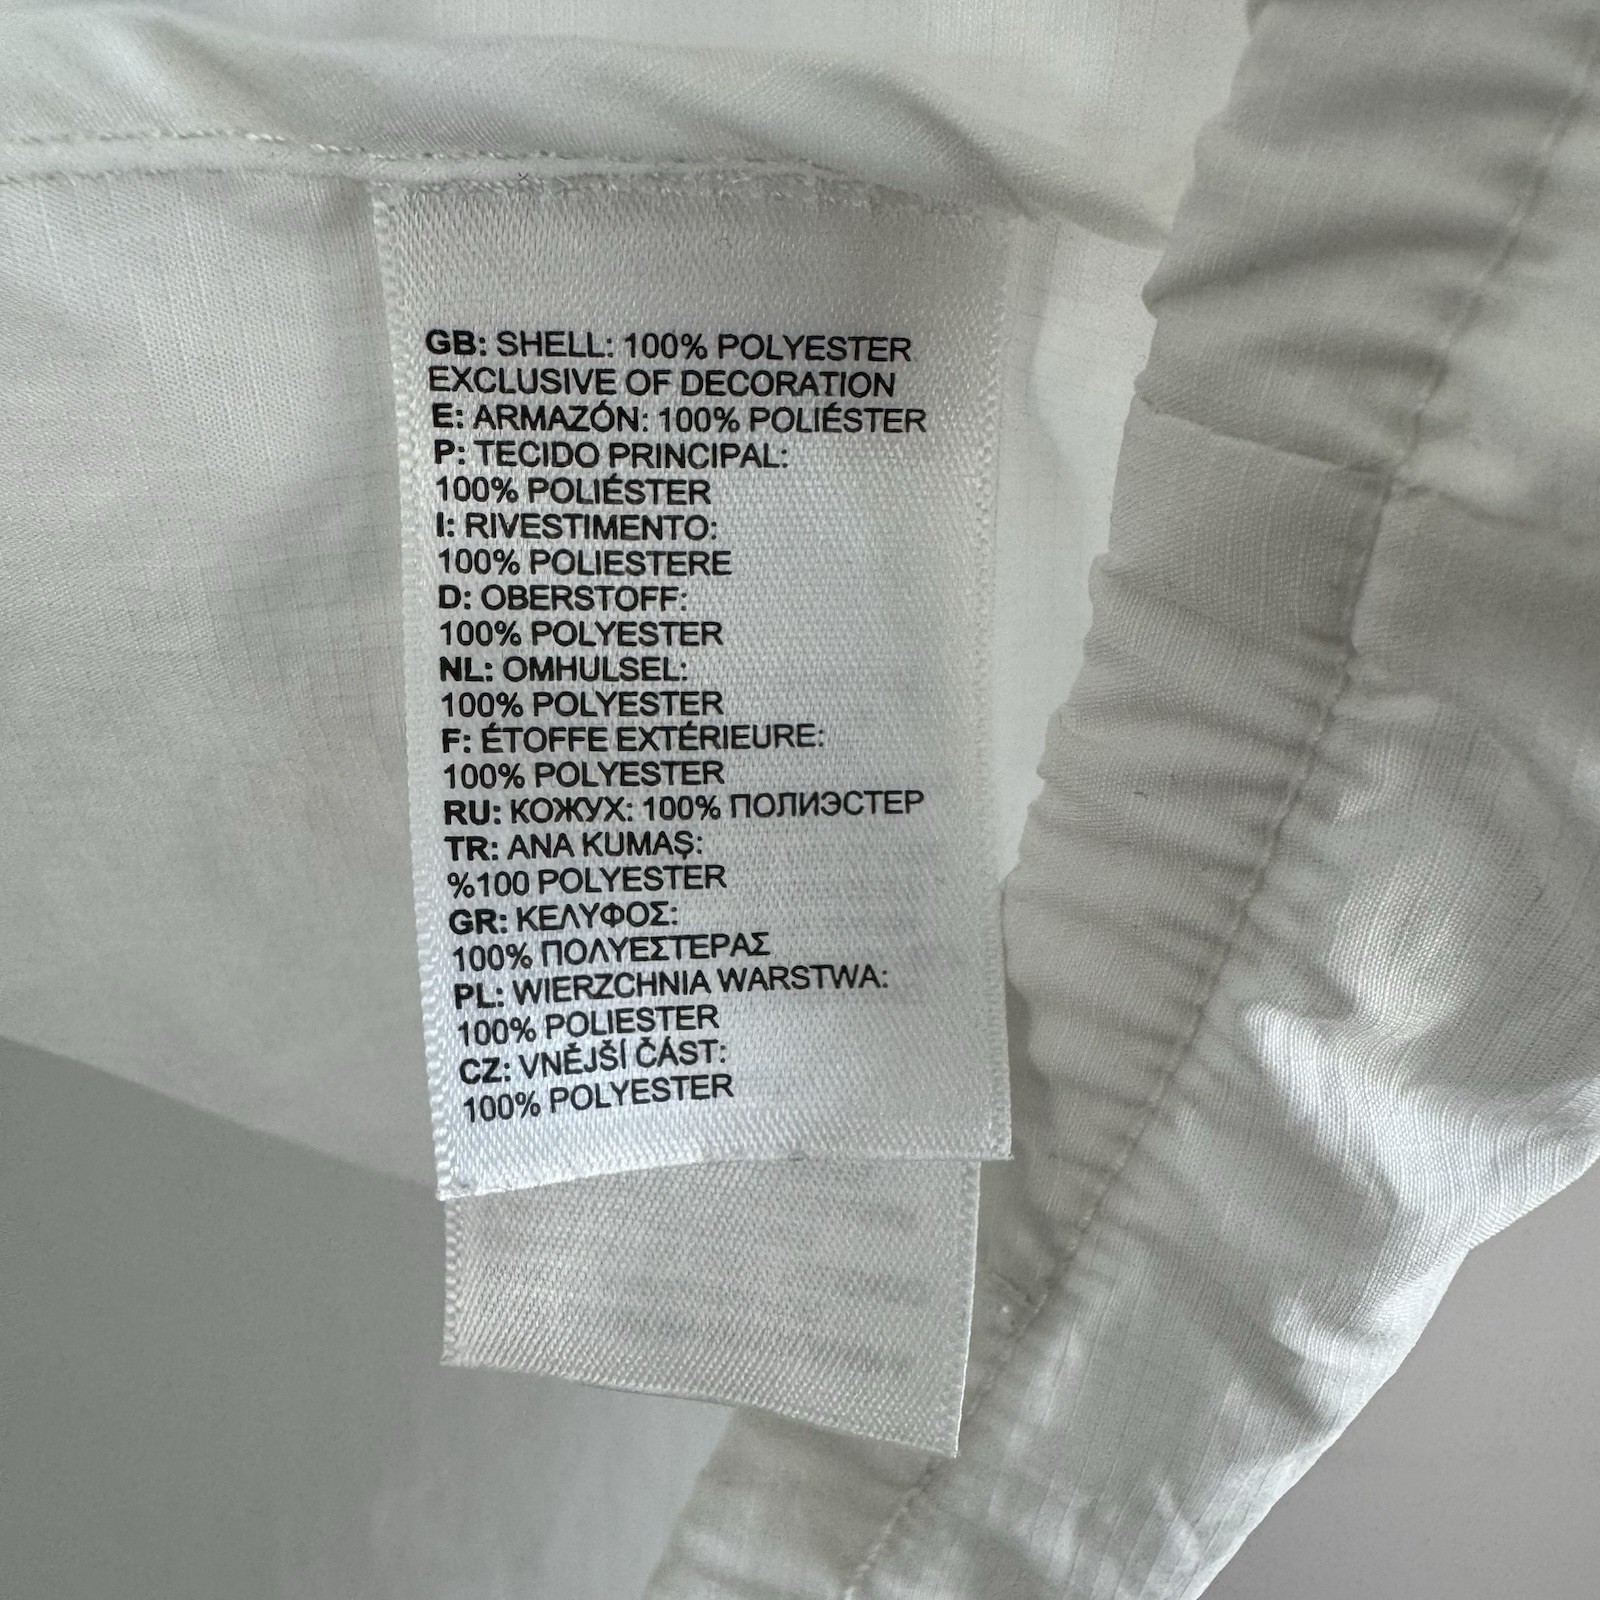 GB: SHELL: 100% POLYESTER
EXCLUSIVE OF DECORATION
E: ARMAZÓN: 100% POLIÉSTER
P: TECIDO PRINCIPAL:
100% POLIÉSTER
I: RIVESTIMENTO:
100% POLIESTERE
D: OBERSTOFF:
100% POLYESTER
NL: OMHULSEL:
100% POLYESTER
F: ÉTOFFE EXTÉRIEURE:
100% POLYESTER
RU: КОЖУХ: 100% ПОЛИЭСТЕР
TR: ANA KUMAŞ:
%100 POLYESTER
GR: ΚΕΛΥΦΟΣ:
100% ΠΟΛΥΕΣΤΕΡΑΣ
PL: WIERZCHNIA WARSTWA:
100% POLIESTER
CZ: VNĚJŠÍ ČÁST:
100% POLYESTER